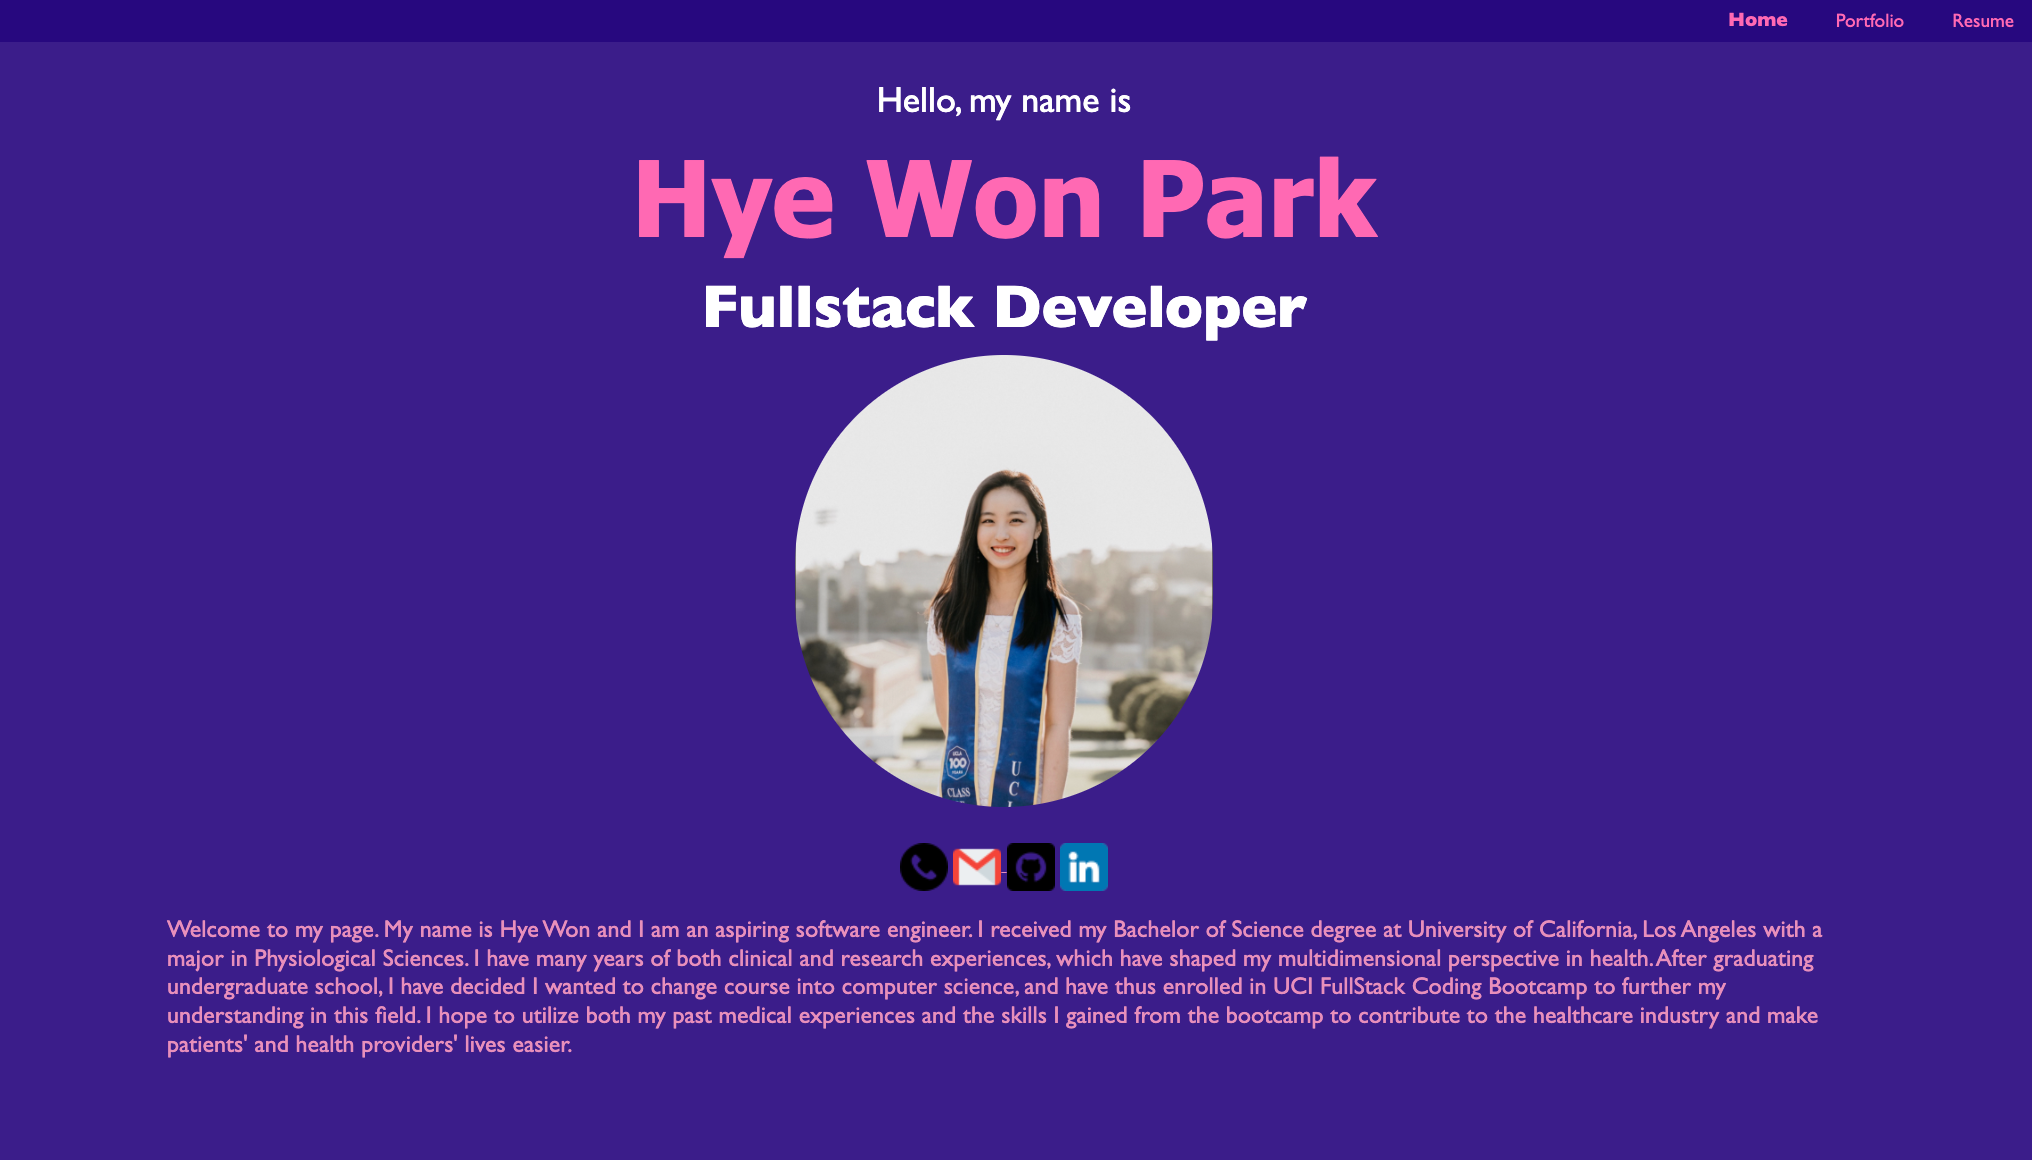 Home Portfolio Resume
Hello, my name is
Hye Won Park
Fullstack Developer
UCLA
100
YEARS
CLASS
U
C
in
Welcome to my page. My name is Hye Won and I am an aspiring software engineer. I received my Bachelor of Science degree at University of California, Los Angeles with a
major in Physiological Sciences. I have many years of both clinical and research experiences, which have shaped my multidimensional perspective in health. After graduating
undergraduate school, I have decided I wanted to change course into computer science, and have thus enrolled in UCI FullStack Coding Bootcamp to further my
understanding in this field. I hope to utilize both my past medical experiences and the skills I gained from the bootcamp to contribute to the healthcare industry and make
patients' and health providers' lives easier.